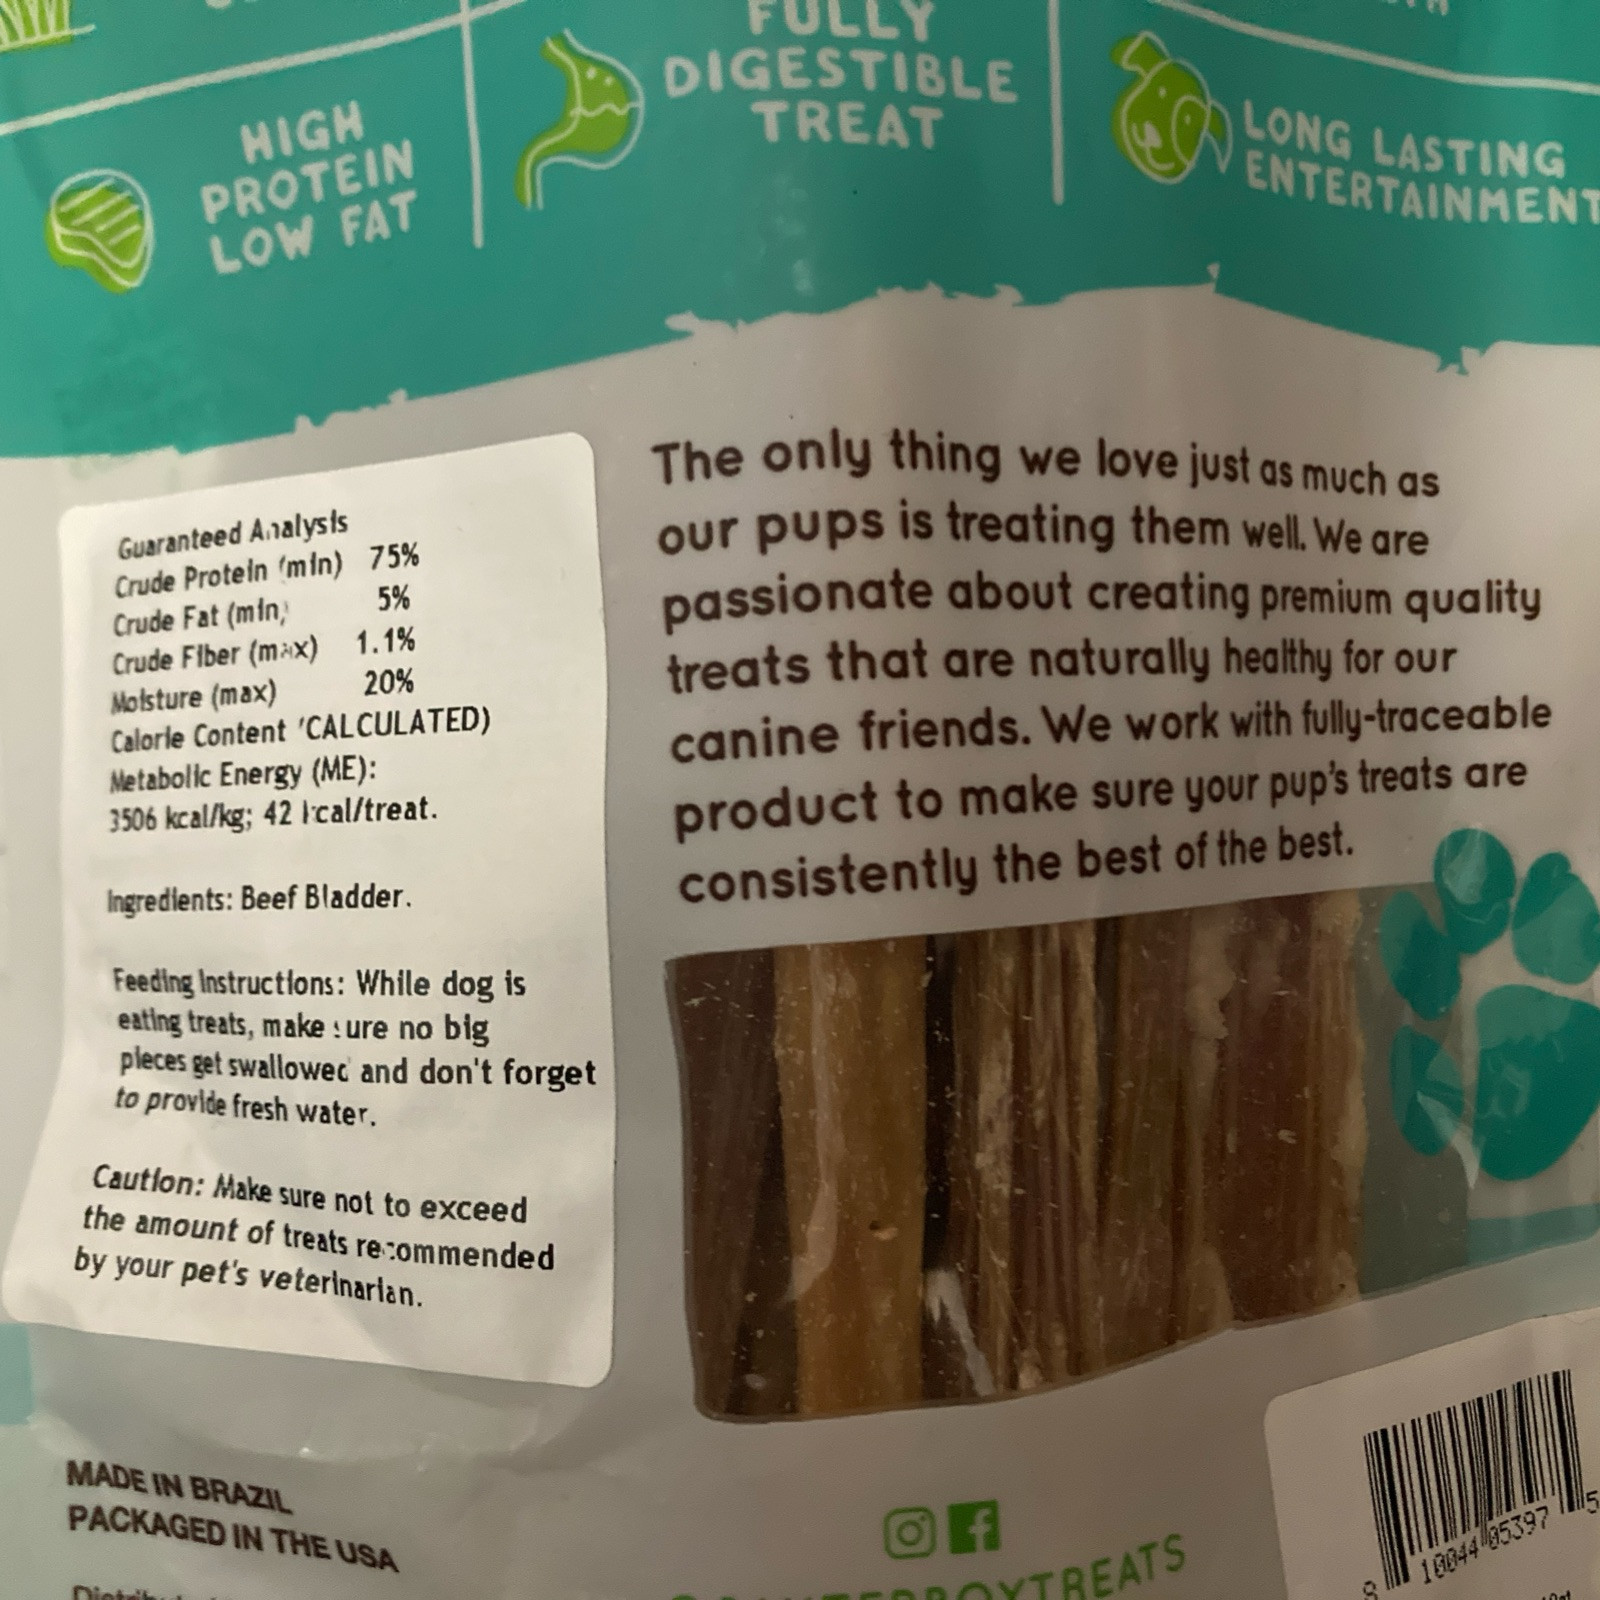 HIGH
PROTEIN
LOW FAT
FULLY
DIGESTIBLE
TREAT
LONG LASTING
ENTERTAINMENT
Guaranteed Analysis
Crude Protein (min) 75%
Crude Fat (min) 5%
Crude Fiber (max) 1.1%
Moisture (max) 20%
Calorie Content (CALCULATED)
Metabolic Energy (ME):
3506 kcal/kg; 42 kcal/treat.
Ingredients: Beef Bladder.
Feeding Instructions: While dog is
eating treats, make sure no big
pieces get swallowed and don't forget
to provide fresh water.
Caution: Make sure not to exceed
the amount of treats recommended
by your pet's veterinarian.
The only thing we love just as much as
our pups is treating them well. We are
passionate about creating premium quality
treats that are naturally healthy for our
canine friends. We work with fully-traceable
product to make sure your pup's treats are
consistently the best of the best.
MADE IN BRAZIL
PACKAGED IN THE USA
8 10044 05397 5